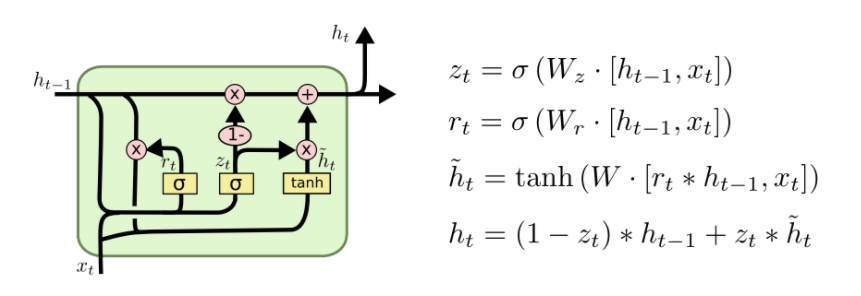 h_t
h_{t-1}
x
+
1-
x
r_t
z_t
x
h̃_t
σ
σ
tanh
x_t
z_t = σ (W_z · [h_{t-1}, x_t])
r_t = σ (W_r · [h_{t-1}, x_t])
h̃_t = tanh (W · [r_t * h_{t-1}, x_t])
h_t = (1 − z_t) * h_{t-1} + z_t * h̃_t